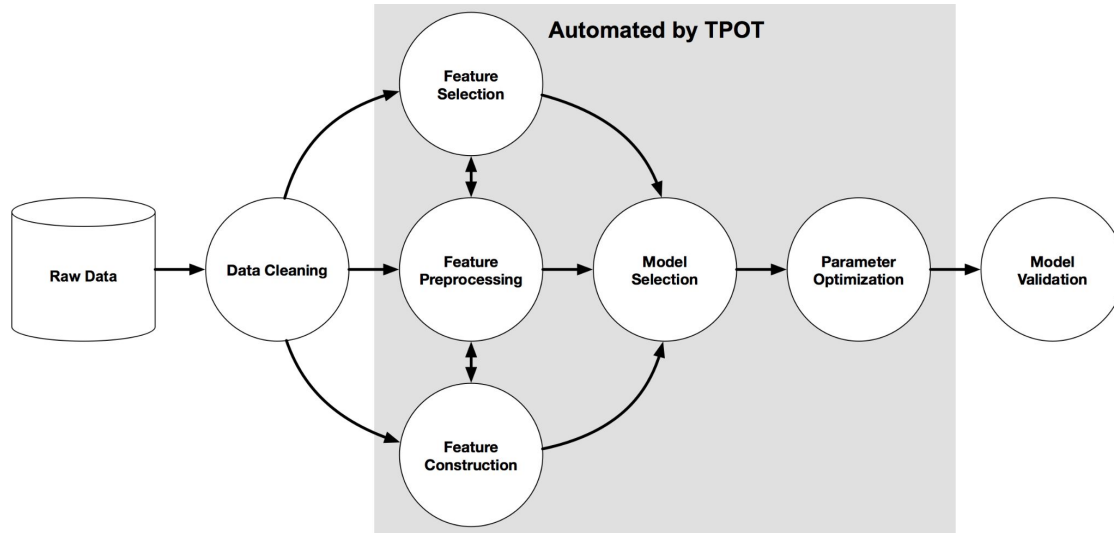 Automated by TPOT
Feature
Selection
Raw Data
Data Cleaning
Feature
Preprocessing
Model
Selection
Parameter
Optimization
Model
Validation
Feature
Construction